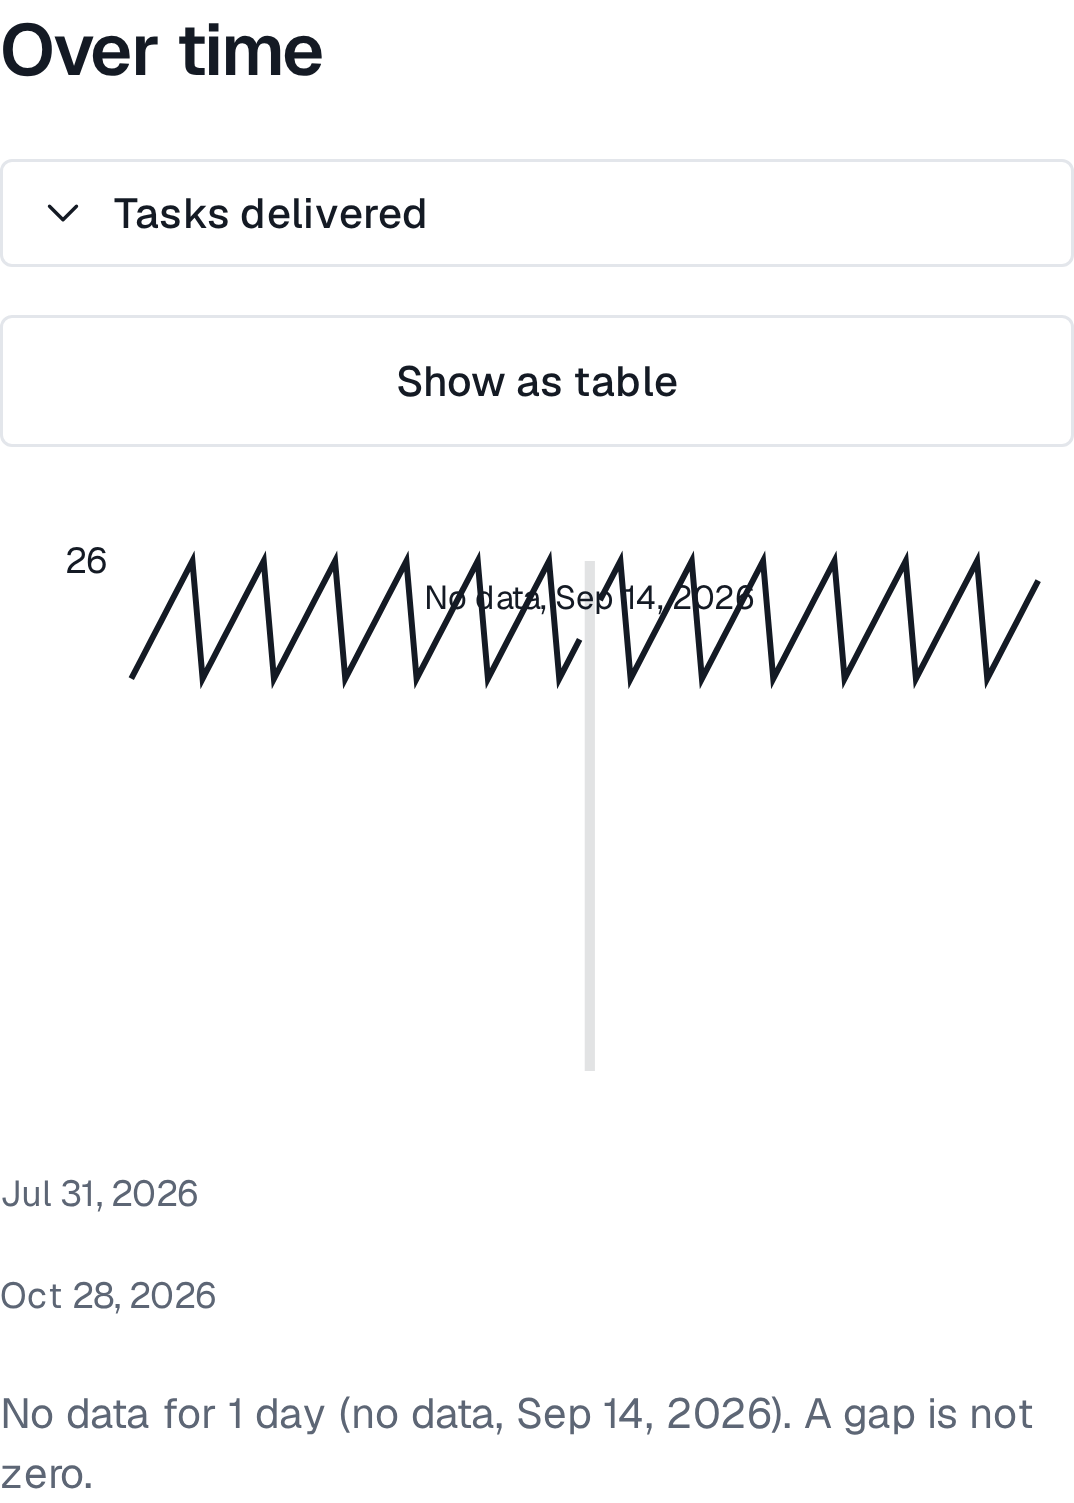 Over time
Tasks delivered
Show as table
26
No data, Sep 14, 2026
Jul 31, 2026
Oct 28, 2026
No data for 1 day (no data, Sep 14, 2026). A gap is not
zero.